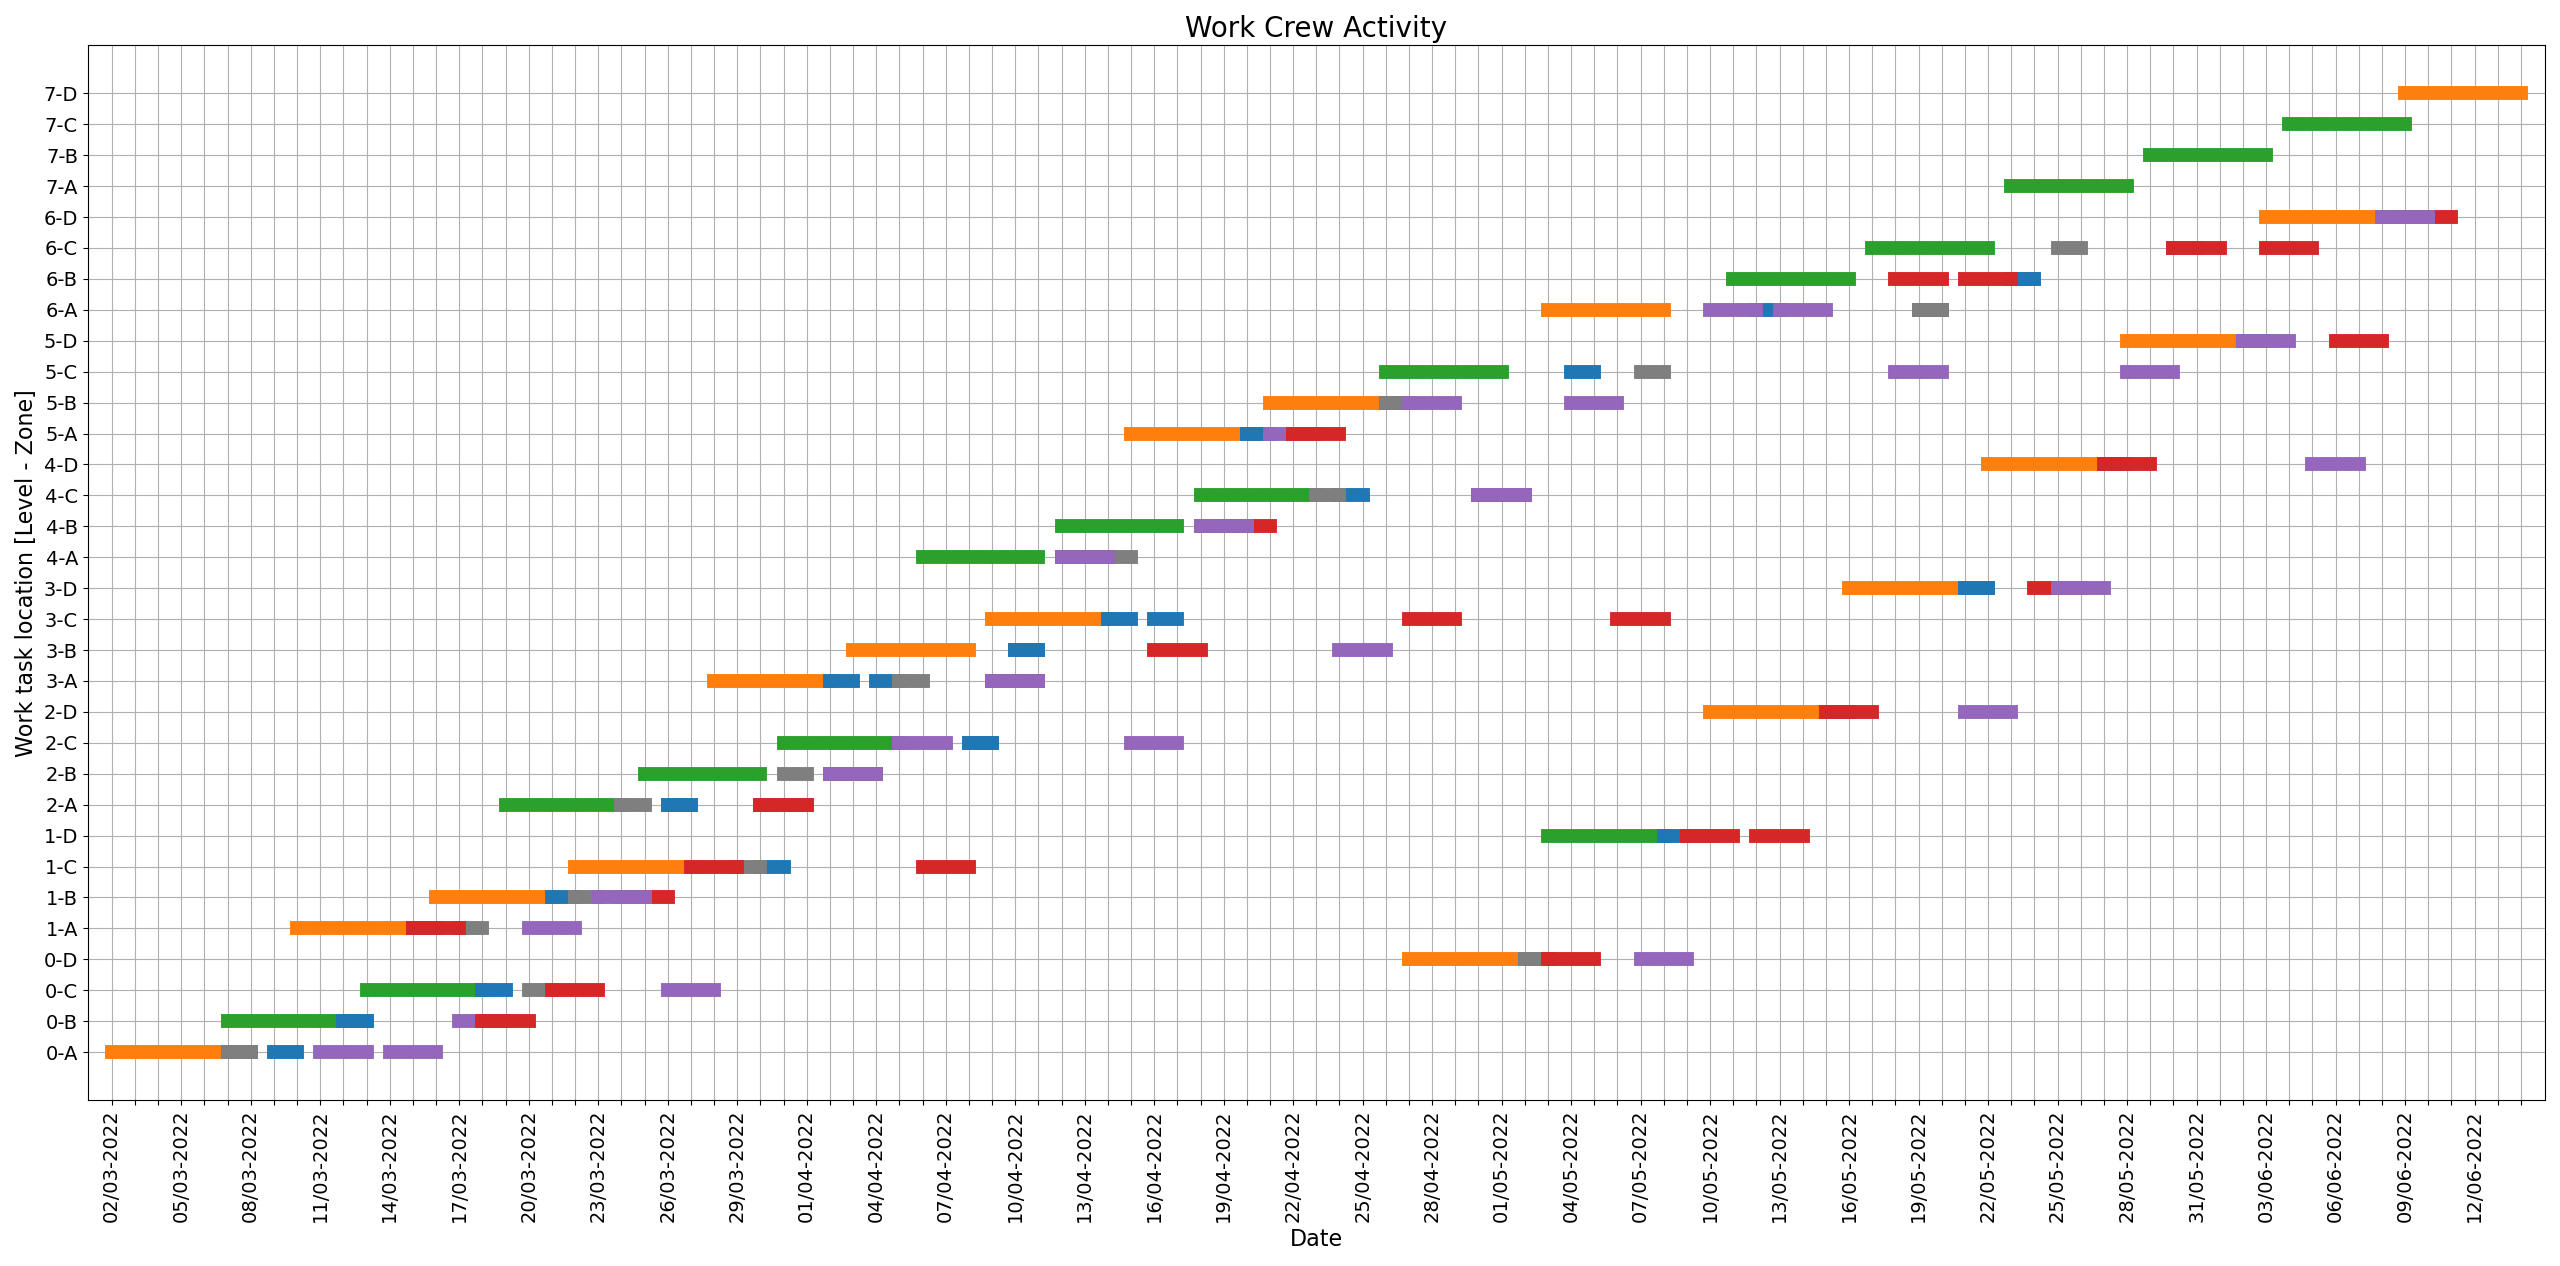 Work Crew Activity
Work task location [Level - Zone]
7-D
7-C
7-B
7-A
6-D
6-C
6-B
6-A
5-D
5-C
5-B
5-A
4-D
4-C
4-B
4-A
3-D
3-C
3-B
3-A
2-D
2-C
2-B
2-A
1-D
1-C
1-B
1-A
0-D
0-C
0-B
0-A
02/03-2022
05/03-2022
08/03-2022
11/03-2022
14/03-2022
17/03-2022
20/03-2022
23/03-2022
26/03-2022
29/03-2022
01/04-2022
04/04-2022
07/04-2022
10/04-2022
13/04-2022
16/04-2022
19/04-2022
22/04-2022
25/04-2022
28/04-2022
01/05-2022
04/05-2022
07/05-2022
10/05-2022
13/05-2022
16/05-2022
19/05-2022
22/05-2022
25/05-2022
28/05-2022
31/05-2022
03/06-2022
06/06-2022
09/06-2022
12/06-2022
Date